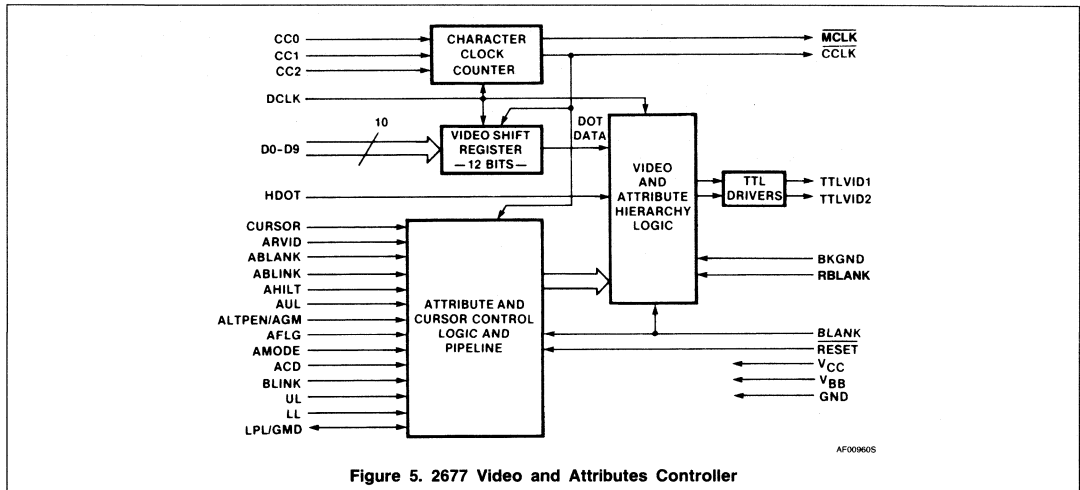 CC0
CC1
CC2
CHARACTER
CLOCK
COUNTER
MCLK
CCLK
DCLK
10
D0-D9
VIDEO SHIFT
REGISTER
—12 BITS—
DOT
DATA
HDOT
VIDEO
AND
ATTRIBUTE
HIERARCHY
LOGIC
TTL
DRIVERS
TTLVID1
TTLVID2
CURSOR
ARVID
ABLANK
ABLINK
AHILT
AUL
ALTPEN/AGM
AFLG
AMODE
ACD
BLINK
UL
LL
LPL/GMD
ATTRIBUTE AND
CURSOR CONTROL
LOGIC AND
PIPELINE
BKGND
RBLANK
BLANK
RESET
VCC
VBB
GND
AF00960S
Figure 5. 2677 Video and Attributes Controller